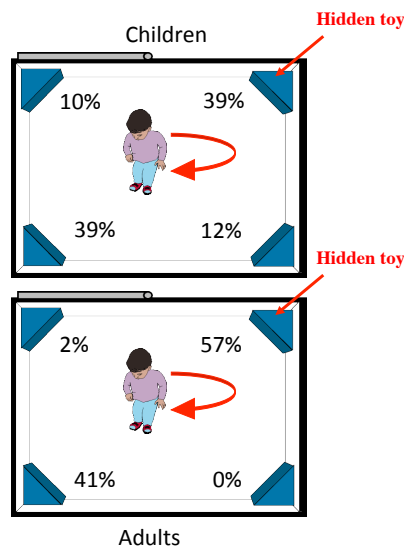 Hidden toy
Children
10% 39%
39% 12%
Hidden toy
2% 57%
41% 0%
Adults